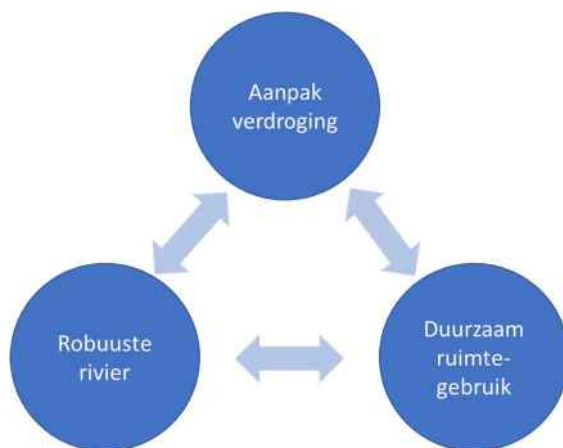 Aanpak
verdroging
Robuuste
rivier
Duurzaam
ruimte-
gebruik